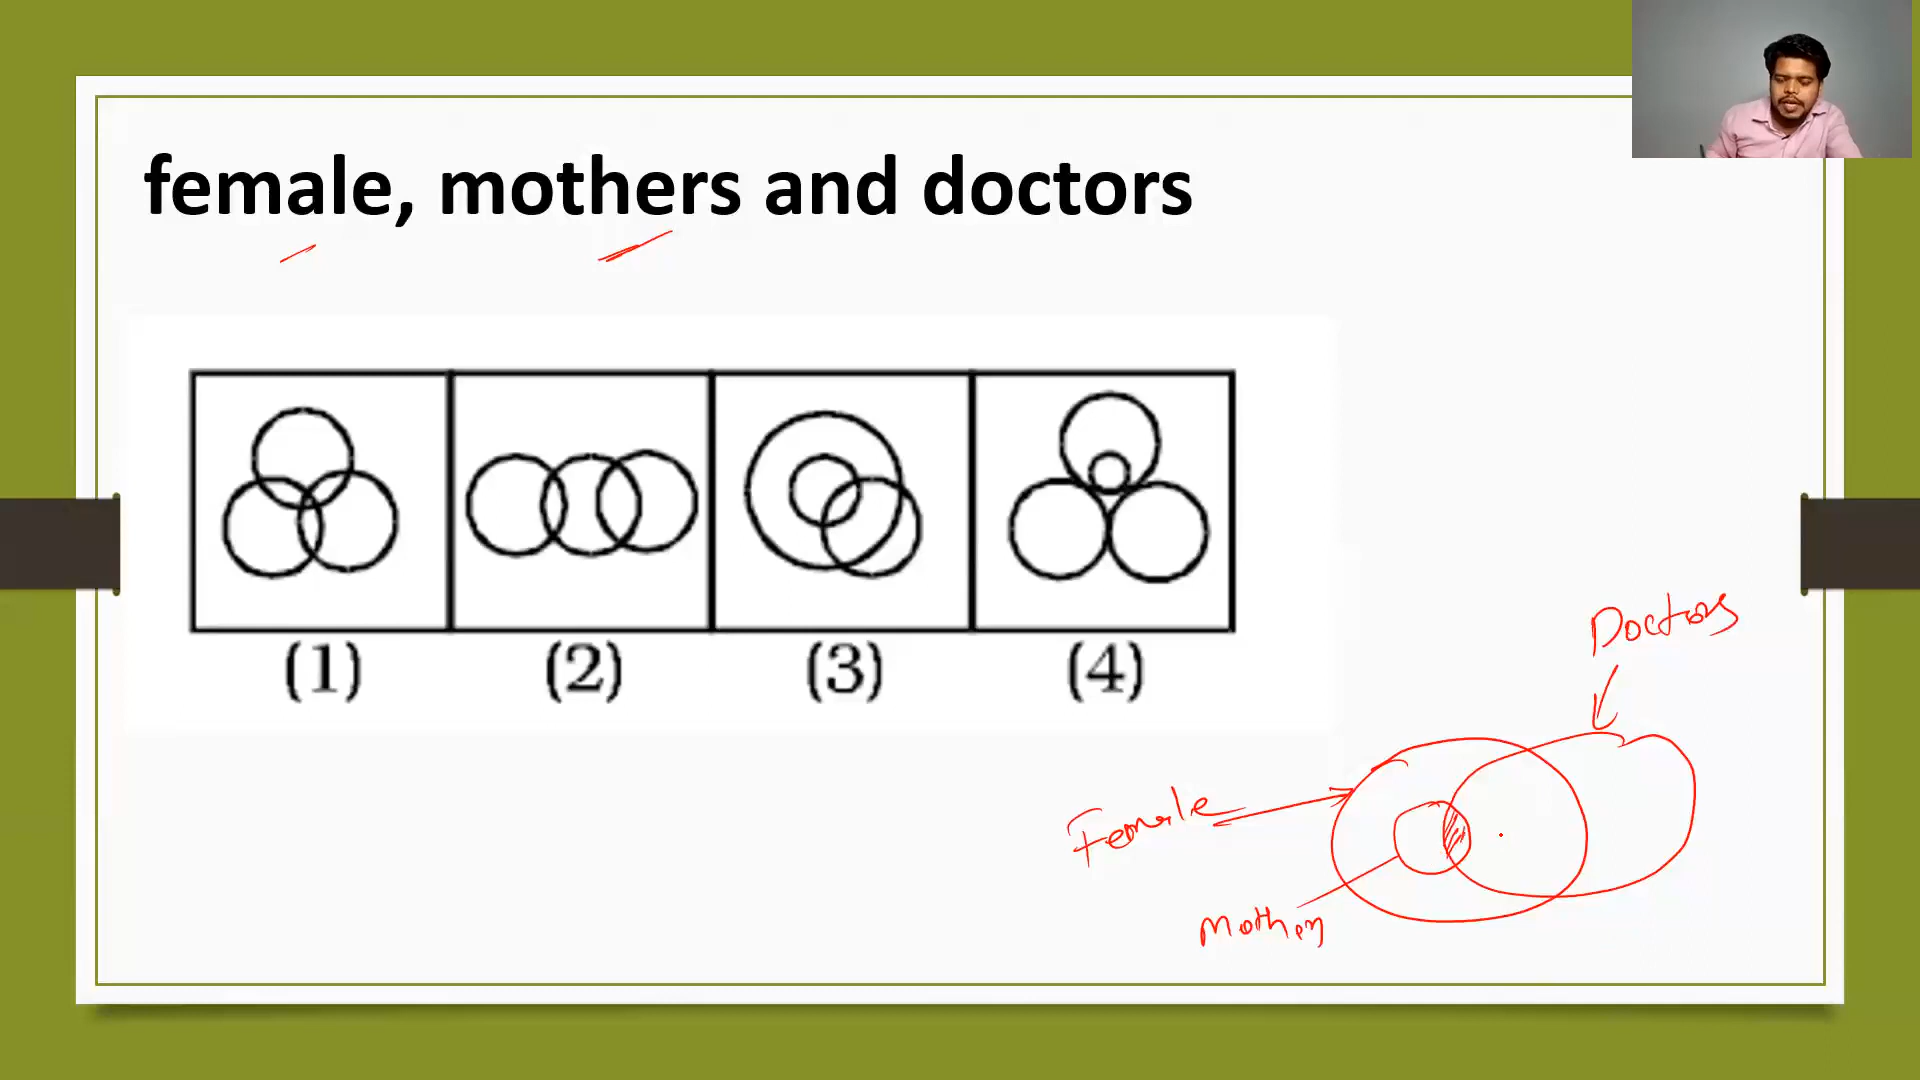 female, mothers and doctors
(1) (2) (3) (4)
Doctors
Female
Mothers